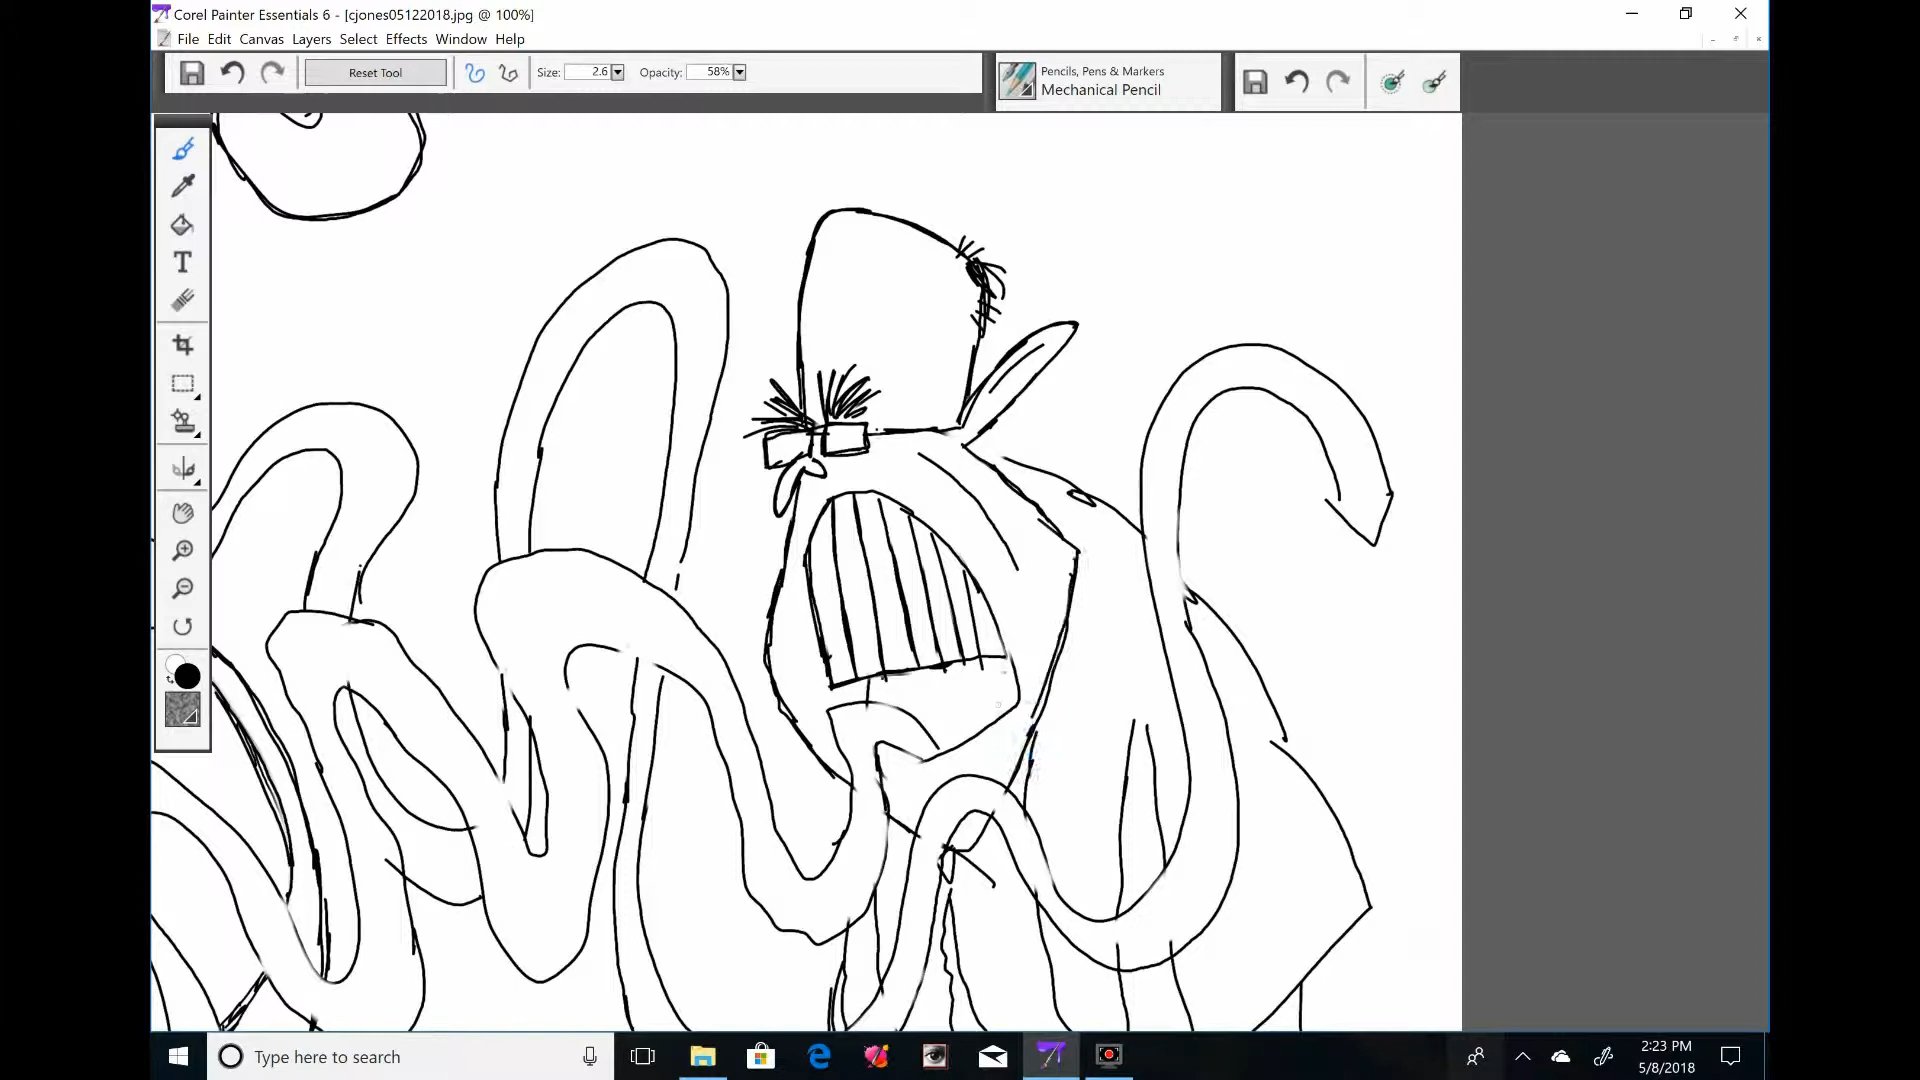 Corel Painter Essentials 6 - [cjones05122018.jpg @ 100%]
File Edit Canvas Layers Select Effects Window Help
Reset Tool Size: 2.6 Opacity: 58%
Pencils, Pens & Markers
Mechanical Pencil
T
Type here to search
2:23 PM
5/8/2018